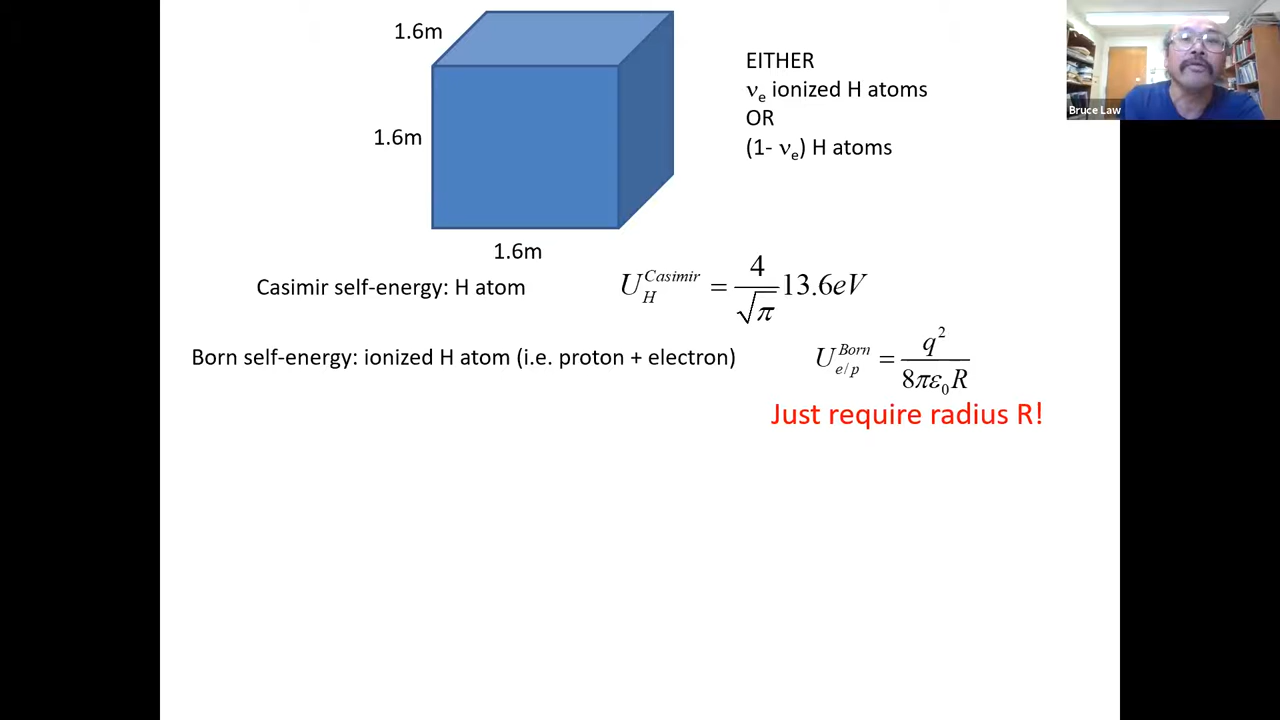 1.6m
1.6m
1.6m
EITHER
νe ionized H atoms
OR
(1- νe) H atoms
Casimir self-energy: H atom
U_H^Casimir = 4/√π 13.6eV
Born self-energy: ionized H atom (i.e. proton + electron)
U_e/p^Born = q²/8πε₀R
Just require radius R!
Bruce Law